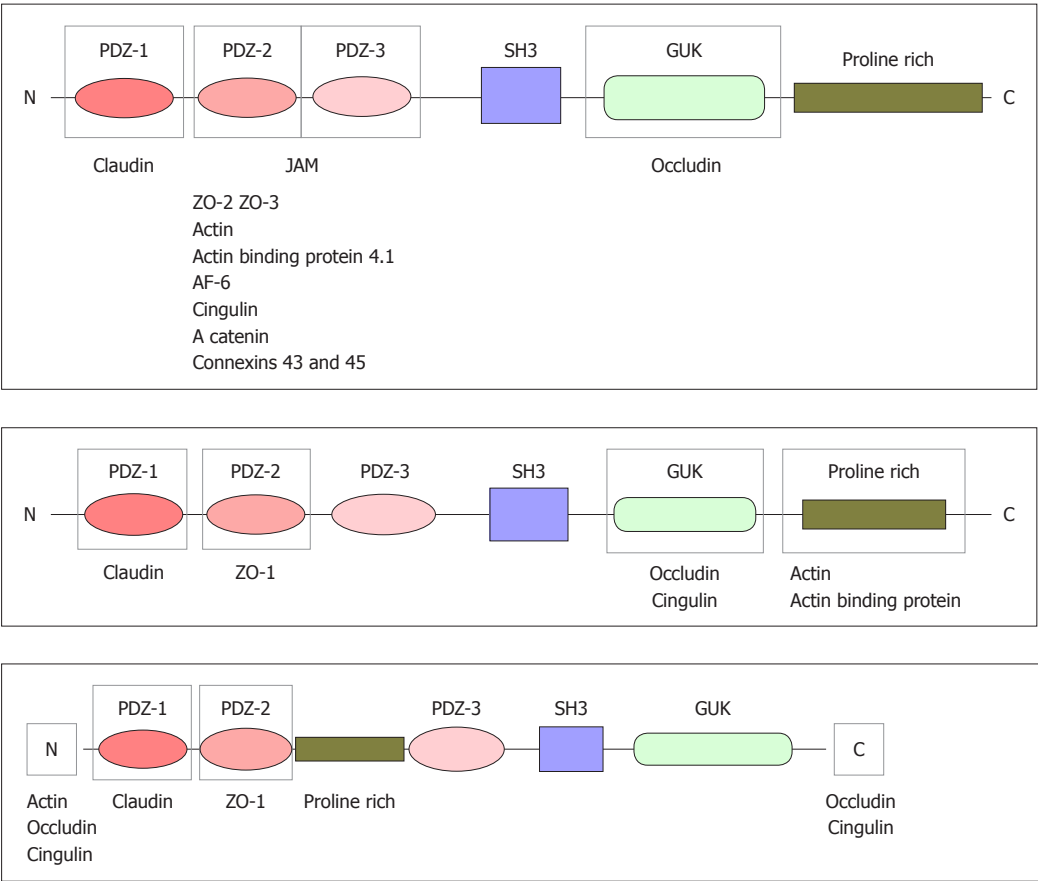 PDZ-1 PDZ-2 PDZ-3 SH3 GUK Proline rich
N C
Claudin JAM Occludin
ZO-2 ZO-3
Actin
Actin binding protein 4.1
AF-6
Cingulin
A catenin
Connexins 43 and 45
PDZ-1 PDZ-2 PDZ-3 SH3 GUK Proline rich
N C
Claudin ZO-1 Occludin Actin
Cingulin Actin binding protein
PDZ-1 PDZ-2 PDZ-3 SH3 GUK
N C
Actin Claudin ZO-1 Proline rich Occludin
Occludin Cingulin
Cingulin